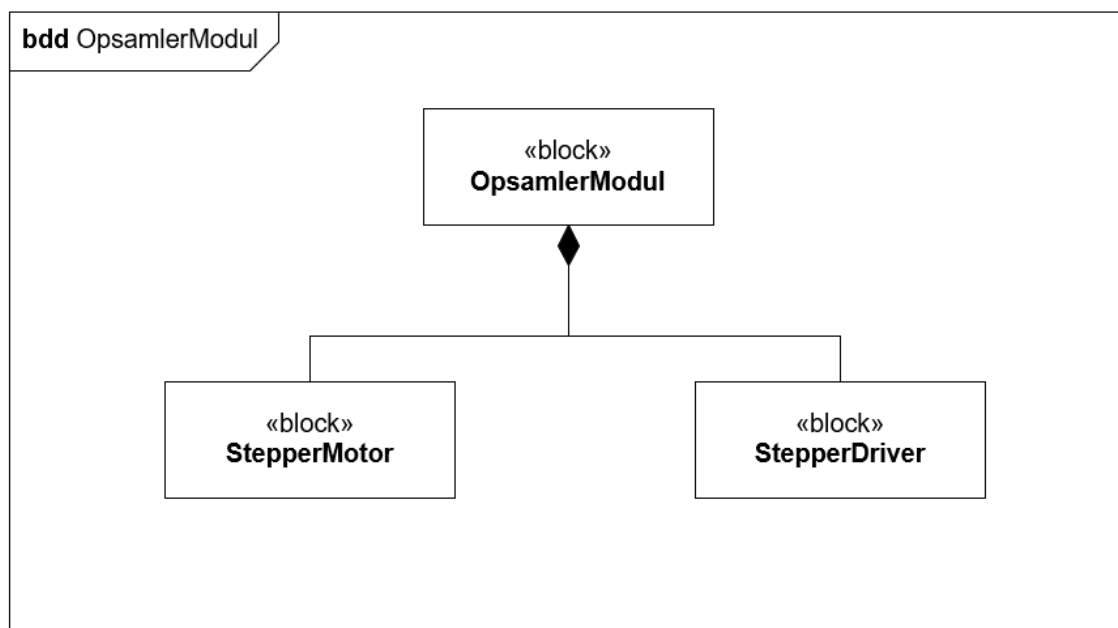 bdd OpsamlerModul
«block»
OpsamlerModul
«block»
StepperMotor
«block»
StepperDriver